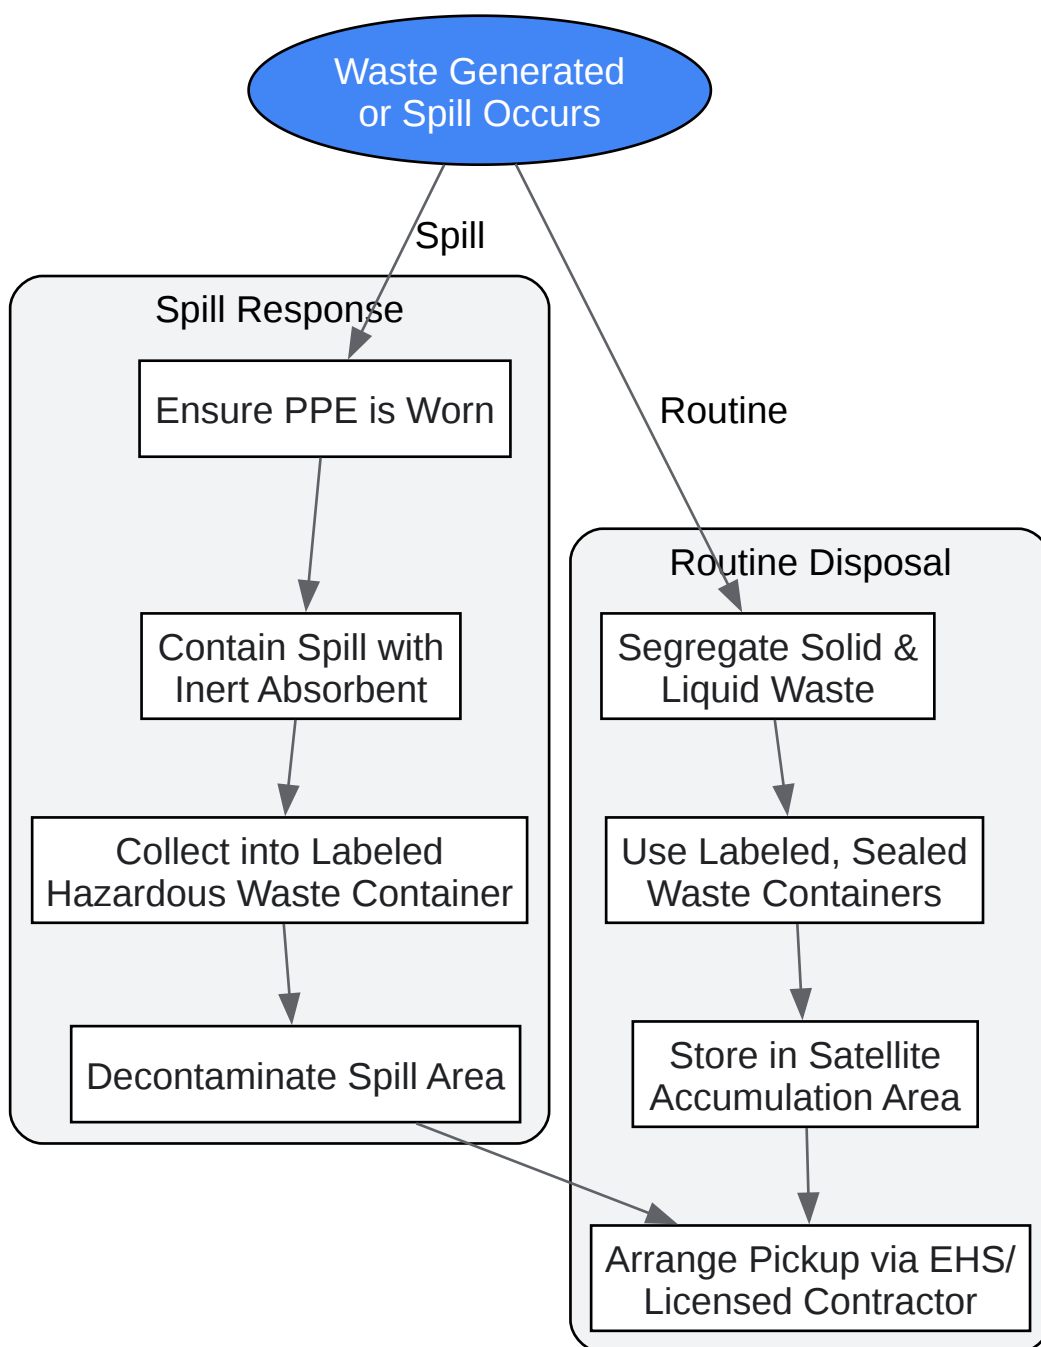 Waste Generated
or Spill Occurs
Spill
Spill Response
Ensure PPE is Worn
Contain Spill with
Inert Absorbent
Collect into Labeled
Hazardous Waste Container
Decontaminate Spill Area
Routine
Routine Disposal
Segregate Solid &
Liquid Waste
Use Labeled, Sealed
Waste Containers
Store in Satellite
Accumulation Area
Arrange Pickup via EHS/
Licensed Contractor